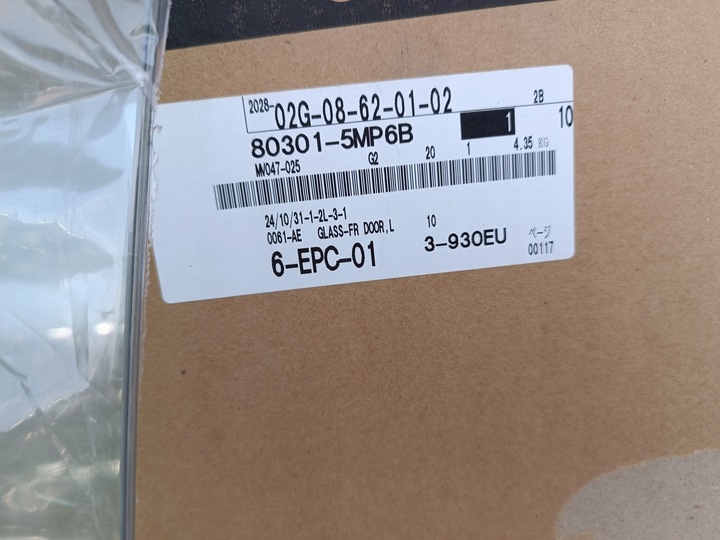 2028-02G-08-62-01-02 2B
80301-5MP6B 1 10
MV047-025 G2 20 1 4.35 KG
24/10/31-1-2L-3-1
0061-AE GLASS-FR DOOR,L 10 ページ
6-EPC-01 3-930EU 00117